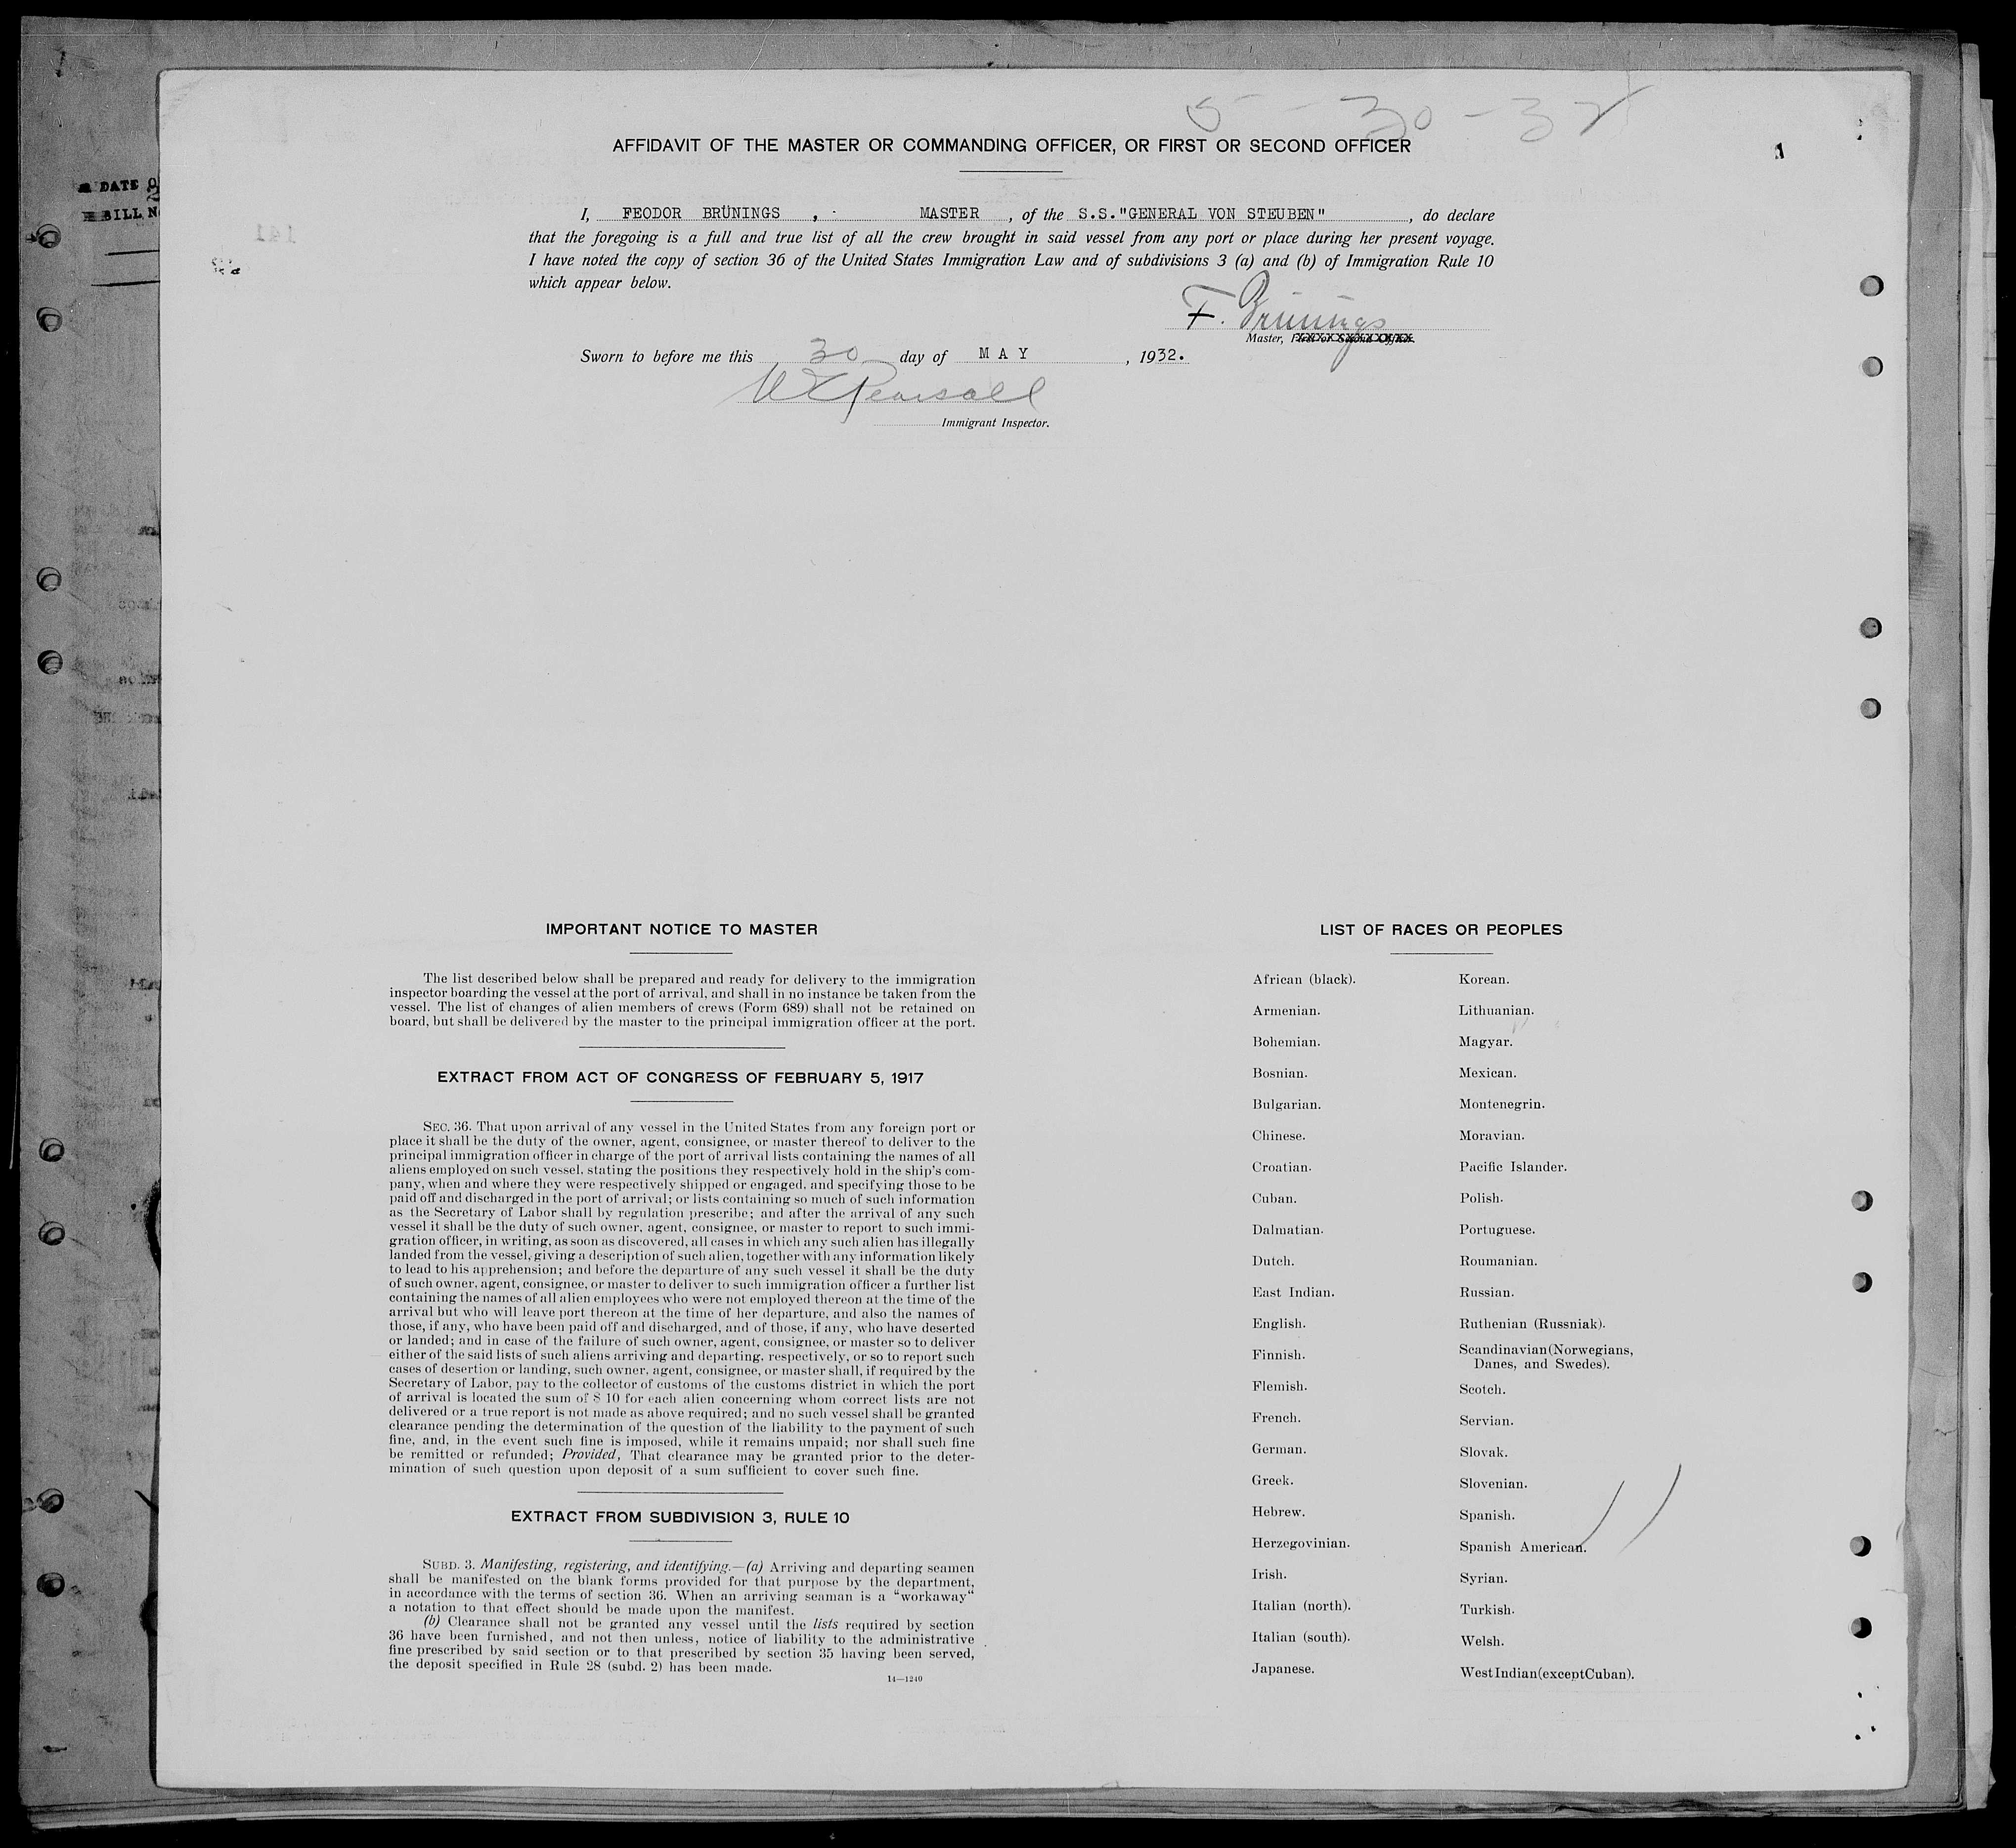 5-30-32
AFFIDAVIT OF THE MASTER OR COMMANDING OFFICER, OR FIRST OR SECOND OFFICER
1
DATE
BILL N
I, FEODOR BRÜNINGS, MASTER, of the S.S."GENERAL VON STEUBEN", do declare
that the foregoing is a full and true list of all the crew brought in said vessel from any port or place during her present voyage.
I have noted the copy of section 36 of the United States Immigration Law and of subdivisions 3 (a) and (b) of Immigration Rule 10
which appear below.
F. Brünings
Master, First or Second Officer.
Sworn to before me this 30 day of MAY, 1932.
Pearsall
Immigrant Inspector.
IMPORTANT NOTICE TO MASTER
The list described below shall be prepared and ready for delivery to the immigration
inspector boarding the vessel at the port of arrival, and shall in no instance be taken from the
vessel. The list of changes of alien members of crews (Form 689) shall not be retained on
board, but shall be delivered by the master to the principal immigration officer at the port.
EXTRACT FROM ACT OF CONGRESS OF FEBRUARY 5, 1917
SEC. 36. That upon arrival of any vessel in the United States from any foreign port or
place it shall be the duty of the owner, agent, consignee, or master thereof to deliver to the
principal immigration officer in charge of the port of arrival lists containing the names of all
aliens employed on such vessel, stating the positions they respectively hold in the ship's com-
pany, when and where they were respectively shipped or engaged, and specifying those to be
paid off and discharged in the port of arrival; or lists containing so much of such information
as the Secretary of Labor shall by regulation prescribe; and after the arrival of any such
vessel it shall be the duty of such owner, agent, consignee, or master to report to such immi-
gration officer, in writing, as soon as discovered, all cases in which any such alien has illegally
landed from the vessel, giving a description of such alien, together with any information likely
to lead to his apprehension; and before the departure of any such vessel it shall be the duty
of such owner, agent, consignee, or master to deliver to such immigration officer a further list
containing the names of all alien employees who were not employed thereon at the time of the
arrival but who will leave port thereon at the time of her departure, and also the names of
those, if any, who have been paid off and discharged, and of those, if any, who have deserted
or landed; and in case of the failure of such owner, agent, consignee, or master so to deliver
either of the said lists of such aliens arriving and departing, respectively, or so to report such
cases of desertion or landing, such owner, agent, consignee, or master shall, if required by the
Secretary of Labor, pay to the collector of customs of the customs district in which the port
of arrival is located the sum of $ 10 for each alien concerning whom correct lists are not
delivered or a true report is not made as above required; and no such vessel shall be granted
clearance pending the determination of the question of the liability to the payment of such
fine, and, in the event such fine is imposed, while it remains unpaid; nor shall such fine
be remitted or refunded; Provided, That clearance may be granted prior to the deter-
mination of such question upon deposit of a sum sufficient to cover such fine.
EXTRACT FROM SUBDIVISION 3, RULE 10
SUBD. 3. Manifesting, registering, and identifying.—(a) Arriving and departing seamen
shall be manifested on the blank forms provided for that purpose by the department,
in accordance with the terms of section 36. When an arriving seaman is a "workaway"
a notation to that effect should be made upon the manifest.
(b) Clearance shall not be granted any vessel until the lists required by section
36 have been furnished, and not then unless, notice of liability to the administrative
fine prescribed by said section or to that prescribed by section 35 having been served,
the deposit specified in Rule 28 (subd. 2) has been made.
14—1240
LIST OF RACES OR PEOPLES
African (black).
Armenian.
Bohemian.
Bosnian.
Bulgarian.
Chinese.
Croatian.
Cuban.
Dalmatian.
Dutch.
East Indian.
English.
Finnish.
Flemish.
French.
German.
Greek.
Hebrew.
Herzegovinian.
Irish.
Italian (north).
Italian (south).
Japanese.
Korean.
Lithuanian.
Magyar.
Mexican.
Montenegrin.
Moravian.
Pacific Islander.
Polish.
Portuguese.
Roumanian.
Russian.
Ruthenian (Russniak).
Scandinavian (Norwegians,
Danes, and Swedes).
Scotch.
Servian.
Slovak.
Slovenian.
Spanish.
Spanish American.
Syrian.
Turkish.
Welsh.
West Indian (except Cuban).